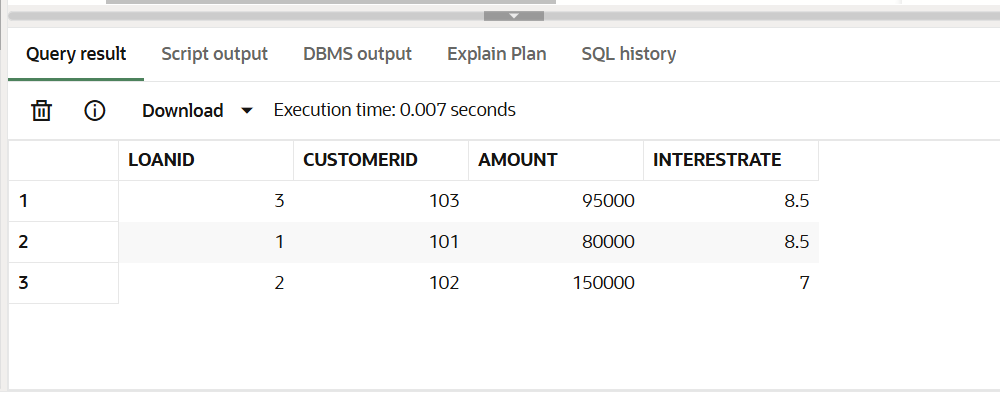 Query result Script output DBMS output Explain Plan SQL history
Download Execution time: 0.007 seconds
LOANID CUSTOMERID AMOUNT INTERESTRATE
1 3 103 95000 8.5
2 1 101 80000 8.5
3 2 102 150000 7